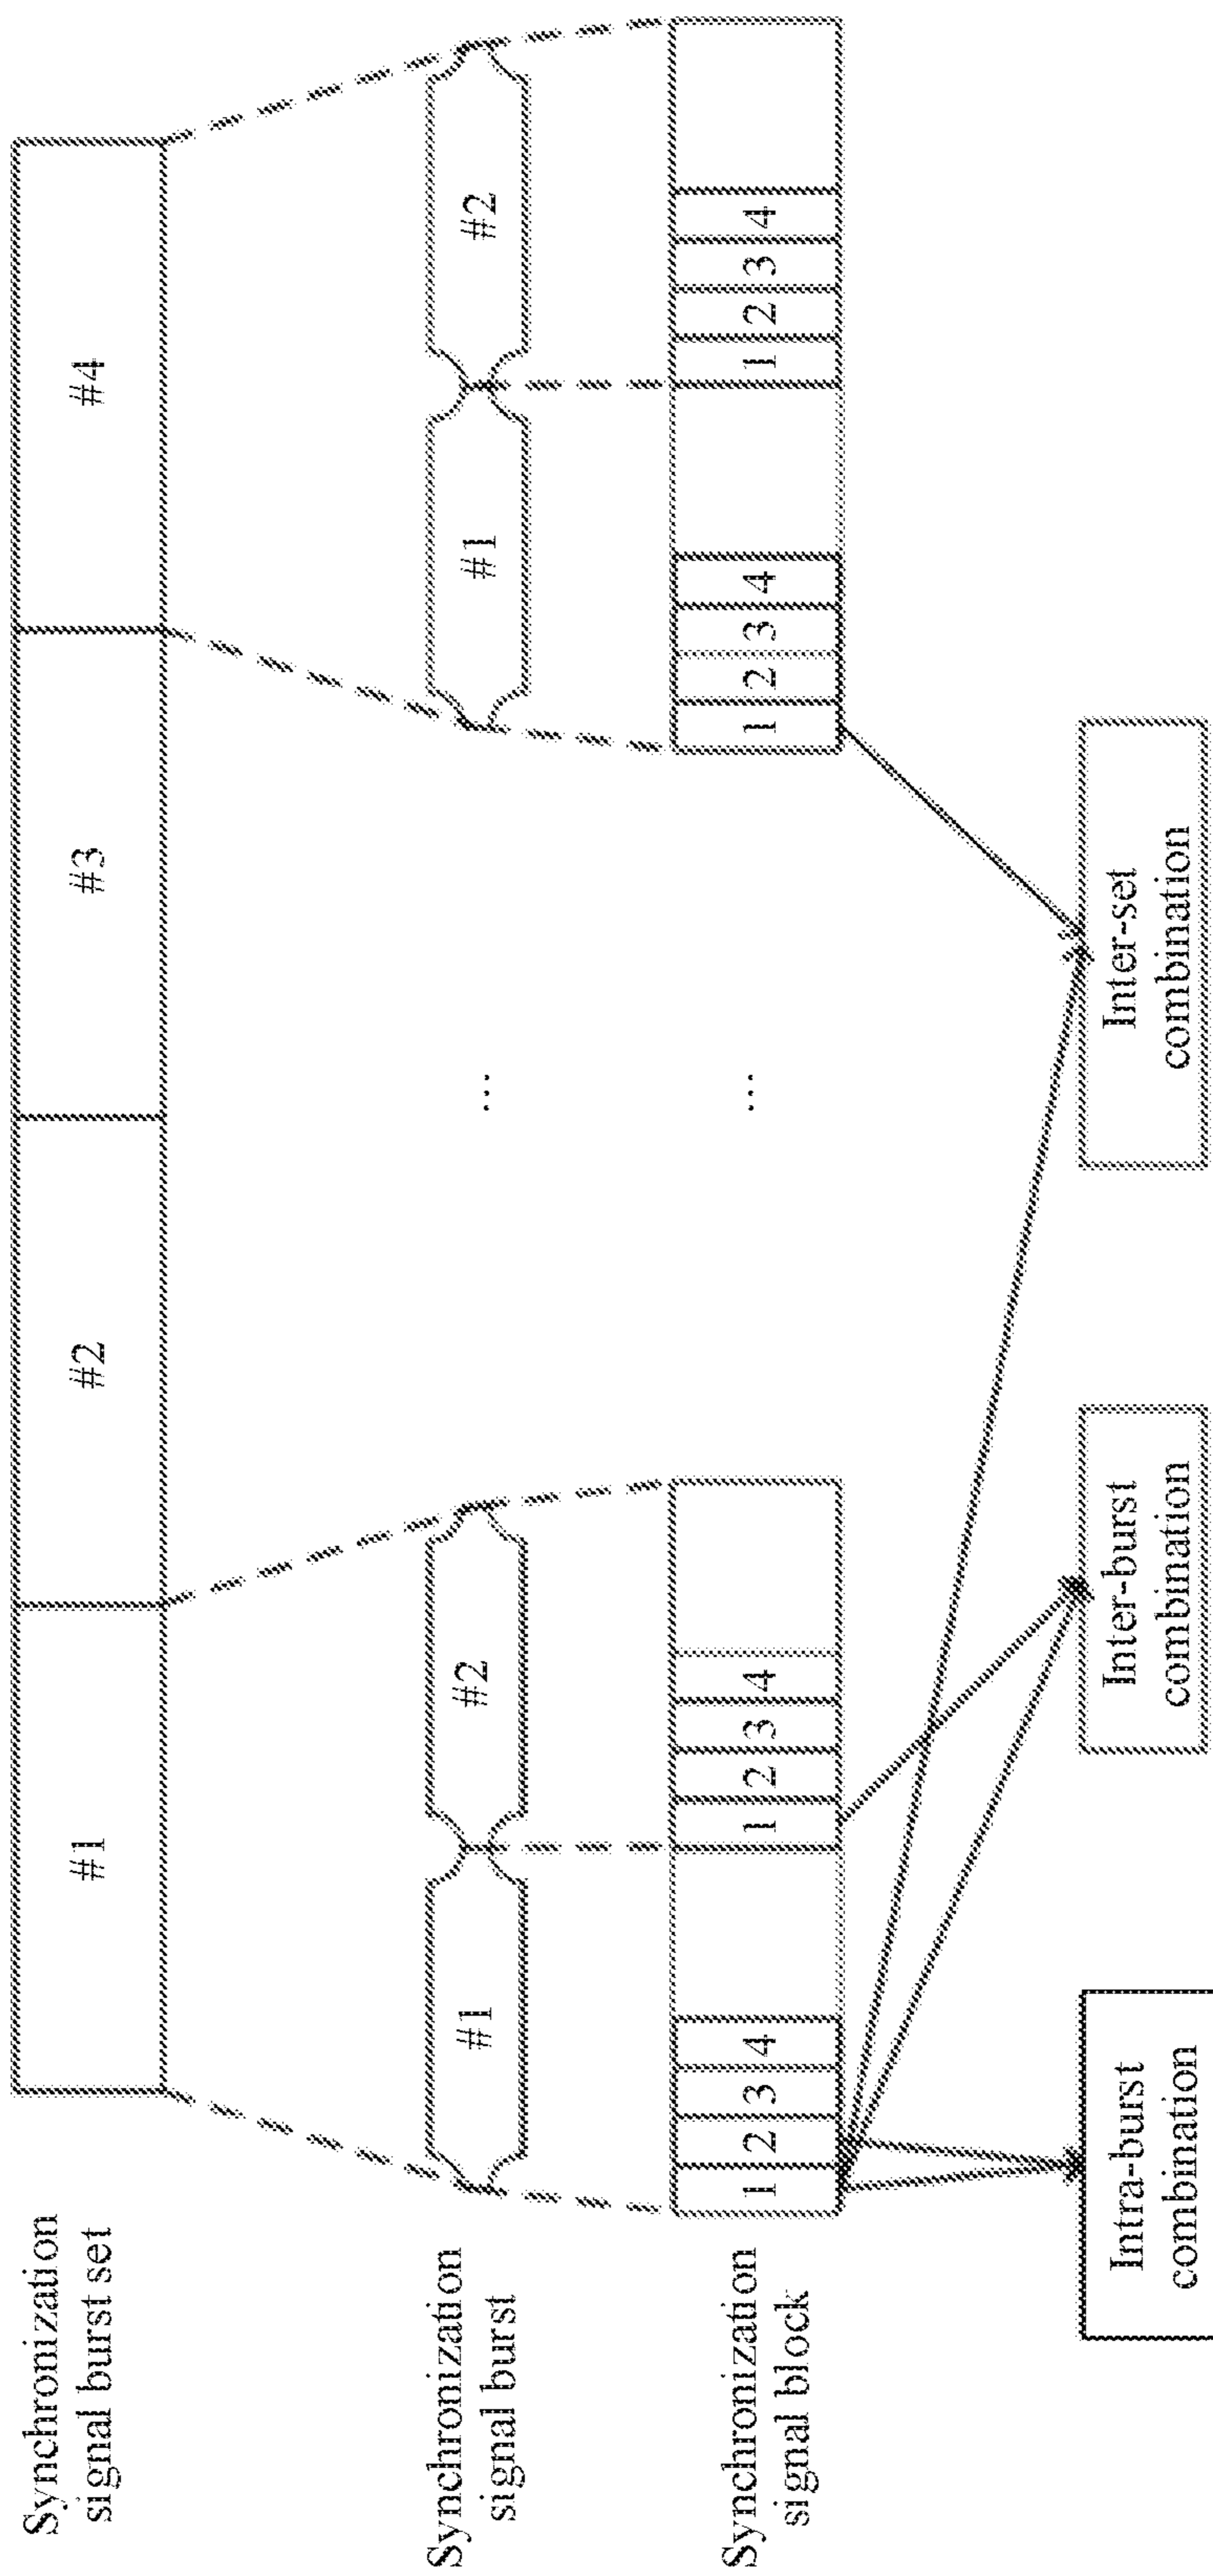 Synchronization
signal burst set
#1
#2
#3
#4
Synchronization
signal burst
#1
#2
...
#1
#2
Synchronization
signal block
1
2
3
4
1
2
3
4
...
1
2
3
4
1
2
3
4
Intra-burst
combination
Inter-burst
combination
Inter-set
combination